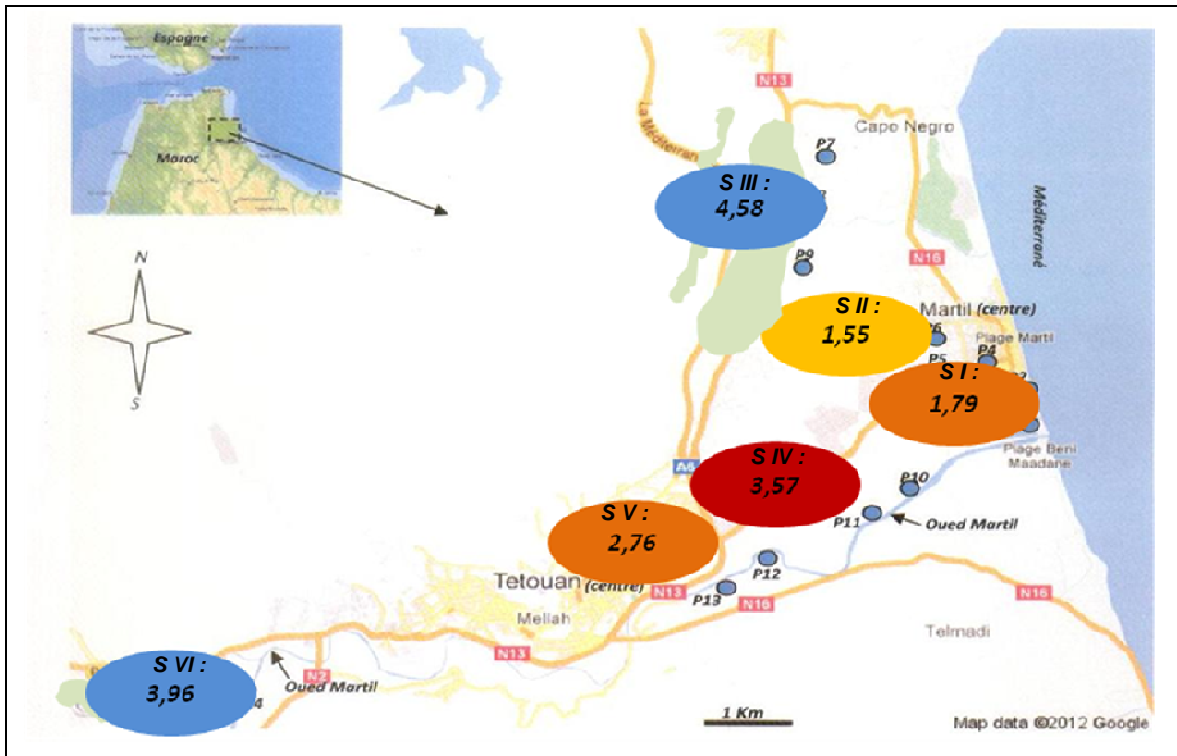 Espagne
Maroc
N
S
N13
La Méditerran
Capo Negro
P7
S III :
4,58
P9
N16
Méditerrané
S II :
1,55
Martil (centre)
Plage Martil
P5
P4
S I :
1,79
Plage Beni
Maadane
A6
S IV :
3,57
P10
P11
Oued Martil
S V :
2,76
Tetouan (centre)
N13
P12
P13
N16
N16
Mellah
Telmadi
N13
S VI :
3,96
Oued Martil
N2
4
1 Km
Map data ©2012 Google